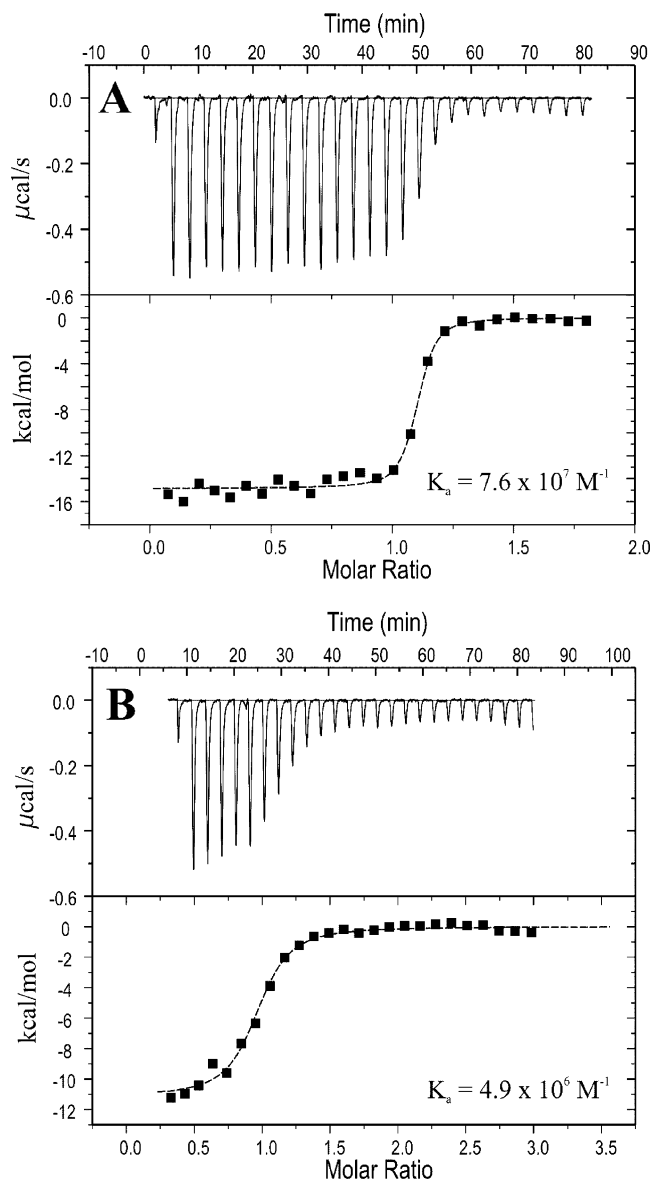 Time (min)
-10 0 10 20 30 40 50 60 70 80 90
A
0.0
-0.2
-0.4
-0.6
µcal/s
0
-4
-8
-12
-16
kcal/mol
Kₐ = 7.6 x 10⁷ M⁻¹
0.0 0.5 1.0 1.5 2.0
Molar Ratio
Time (min)
-10 0 10 20 30 40 50 60 70 80 90 100
B
0.0
-0.2
-0.4
-0.6
µcal/s
0
-2
-4
-6
-8
-10
-12
kcal/mol
Kₐ = 4.9 x 10⁶ M⁻¹
0.0 0.5 1.0 1.5 2.0 2.5 3.0 3.5
Molar Ratio